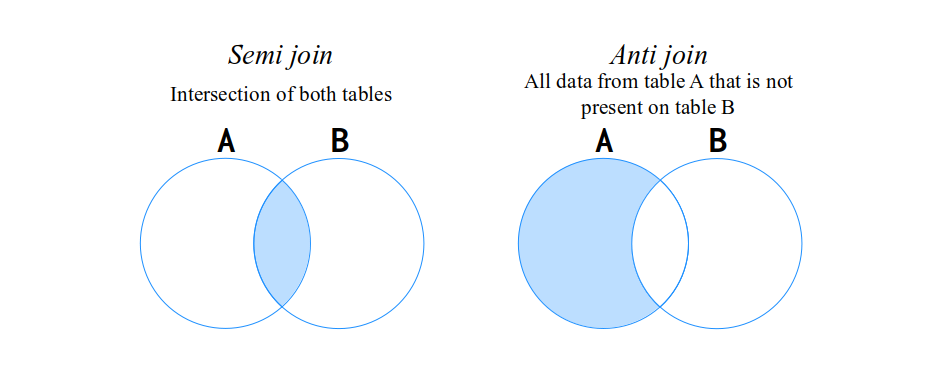 Semi join
Intersection of both tables
A B
Anti join
All data from table A that is not
present on table B
A B